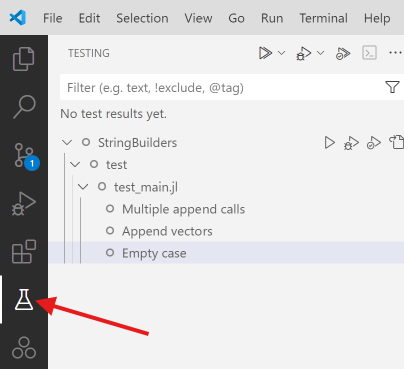 File Edit Selection View Go Run Terminal Help
TESTING
Filter (e.g. text, !exclude, @tag)
No test results yet.
StringBuilders
test
test_main.jl
Multiple append calls
Append vectors
Empty case
1